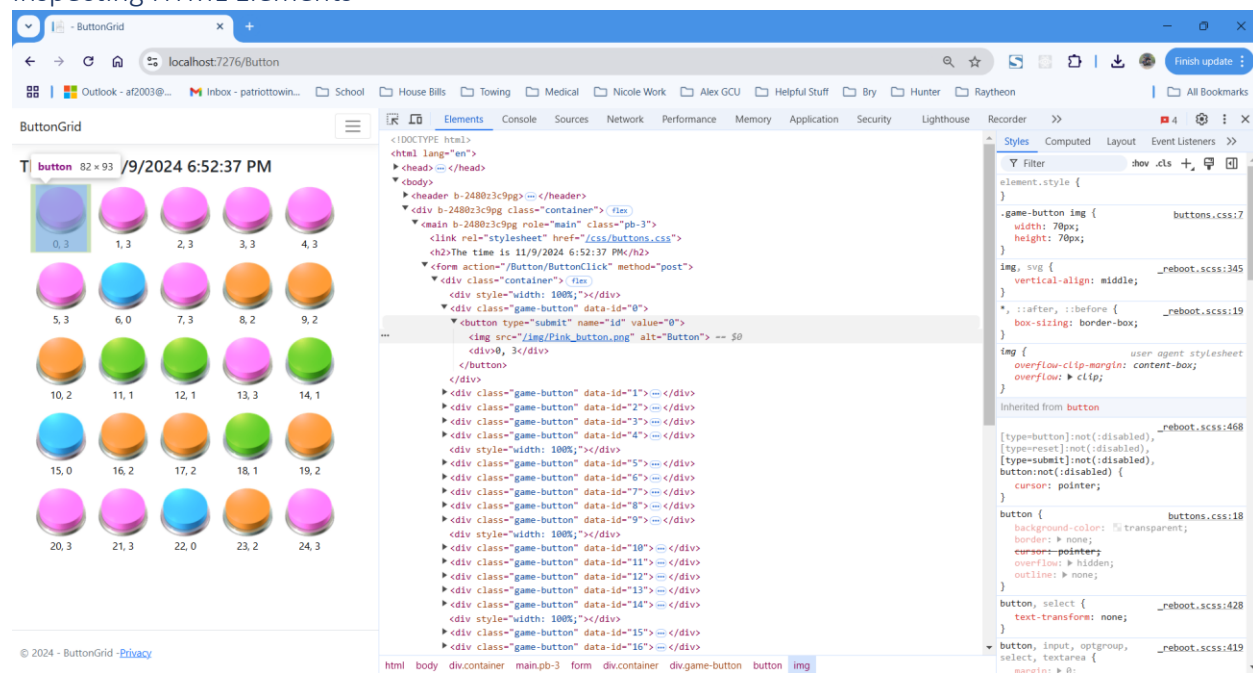 Inspecting HTML Elements
- ButtonGrid
localhost:7276/Button
Finish update
Outlook - af2003@... Inbox - patriottowin... School House Bills Towing Medical Nicole Work Alex GCU Helpful Stuff Bry Hunter Raytheon All Bookmarks
ButtonGrid
button 82 × 93 /9/2024 6:52:37 PM
0, 3 1, 3 2, 3 3, 3 4, 3
5, 3 6, 0 7, 3 8, 2 9, 2
10, 2 11, 1 12, 1 13, 3 14, 1
15, 0 16, 2 17, 2 18, 1 19, 2
20, 3 21, 3 22, 0 23, 2 24, 3
© 2024 - ButtonGrid -Privacy
Elements Console Sources Network Performance Memory Application Security Lighthouse Recorder >> 4
<!DOCTYPE html>
<html lang="en">
<head> … </head>
<body>
<header b-2480z3c9pg> … </header>
<div b-2480z3c9pg class="container"> flex
<main b-2480z3c9pg role="main" class="pb-3">
<link rel="stylesheet" href="/css/buttons.css">
<h2>The time is 11/9/2024 6:52:37 PM</h2>
<form action="/Button/ButtonClick" method="post">
<div class="container"> flex
<div style="width: 100%;"></div>
<div class="game-button" data-id="0">
<button type="submit" name="id" value="0">
<img src="/img/Pink_button.png" alt="Button"> == $0
<div>0, 3</div>
</button>
</div>
<div class="game-button" data-id="1"> … </div>
<div class="game-button" data-id="2"> … </div>
<div class="game-button" data-id="3"> … </div>
<div class="game-button" data-id="4"> … </div>
<div style="width: 100%;"></div>
<div class="game-button" data-id="5"> … </div>
<div class="game-button" data-id="6"> … </div>
<div class="game-button" data-id="7"> … </div>
<div class="game-button" data-id="8"> … </div>
<div class="game-button" data-id="9"> … </div>
<div style="width: 100%;"></div>
<div class="game-button" data-id="10"> … </div>
<div class="game-button" data-id="11"> … </div>
<div class="game-button" data-id="12"> … </div>
<div class="game-button" data-id="13"> … </div>
<div class="game-button" data-id="14"> … </div>
<div style="width: 100%;"></div>
<div class="game-button" data-id="15"> … </div>
<div class="game-button" data-id="16"> … </div>
html body div.container main.pb-3 form div.container div.game-button button img
Styles Computed Layout Event Listeners >>
Filter :hov .cls
element.style {
}
.game-button img { buttons.css:7
width: 70px;
height: 70px;
}
img, svg { _reboot.scss:345
vertical-align: middle;
}
*, ::after, ::before { _reboot.scss:19
box-sizing: border-box;
}
img { user agent stylesheet
overflow-clip-margin: content-box;
overflow: clip;
}
Inherited from button
_reboot.scss:468
[type=button]:not(:disabled),
[type=reset]:not(:disabled),
[type=submit]:not(:disabled),
button:not(:disabled) {
cursor: pointer;
}
button { buttons.css:18
background-color: transparent;
border: none;
cursor: pointer;
overflow: hidden;
outline: none;
}
button, select { _reboot.scss:428
text-transform: none;
}
button, input, optgroup, _reboot.scss:419
select, textarea {
margin: 0;